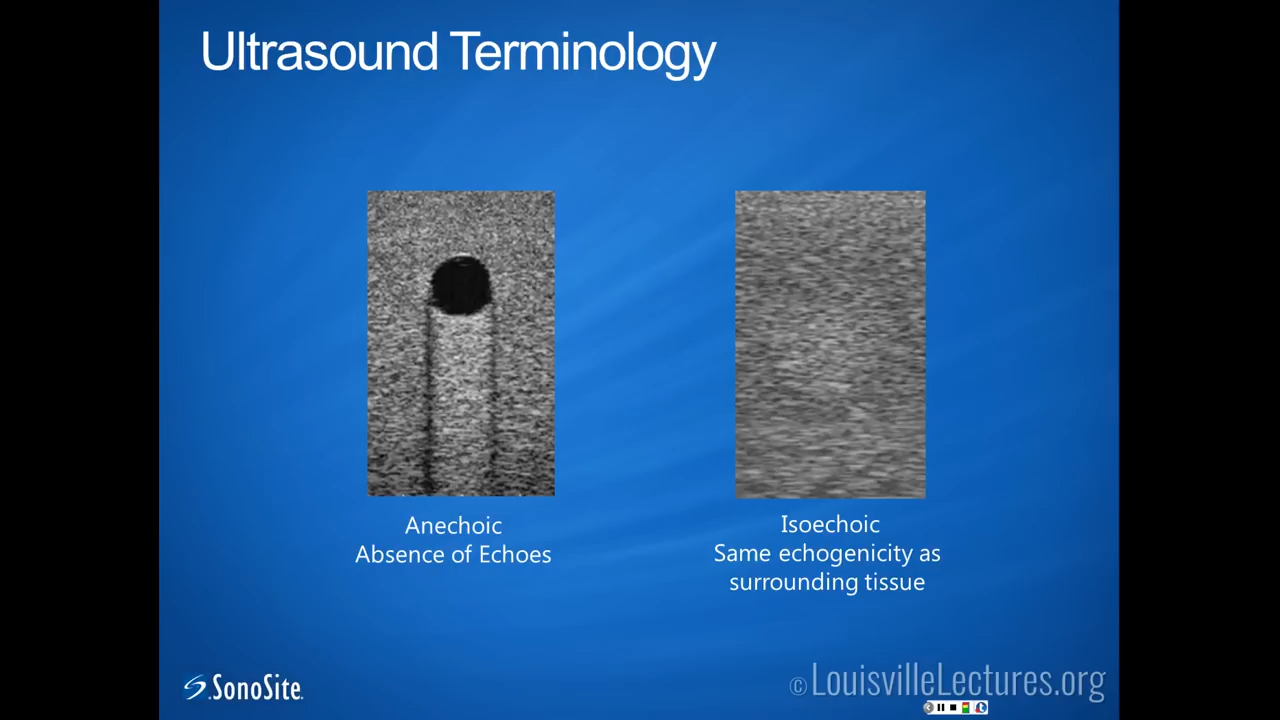 Ultrasound Terminology
Anechoic
Absence of Echoes
Isoechoic
Same echogenicity as
surrounding tissue
SonoSite
© LouisvilleLectures.org